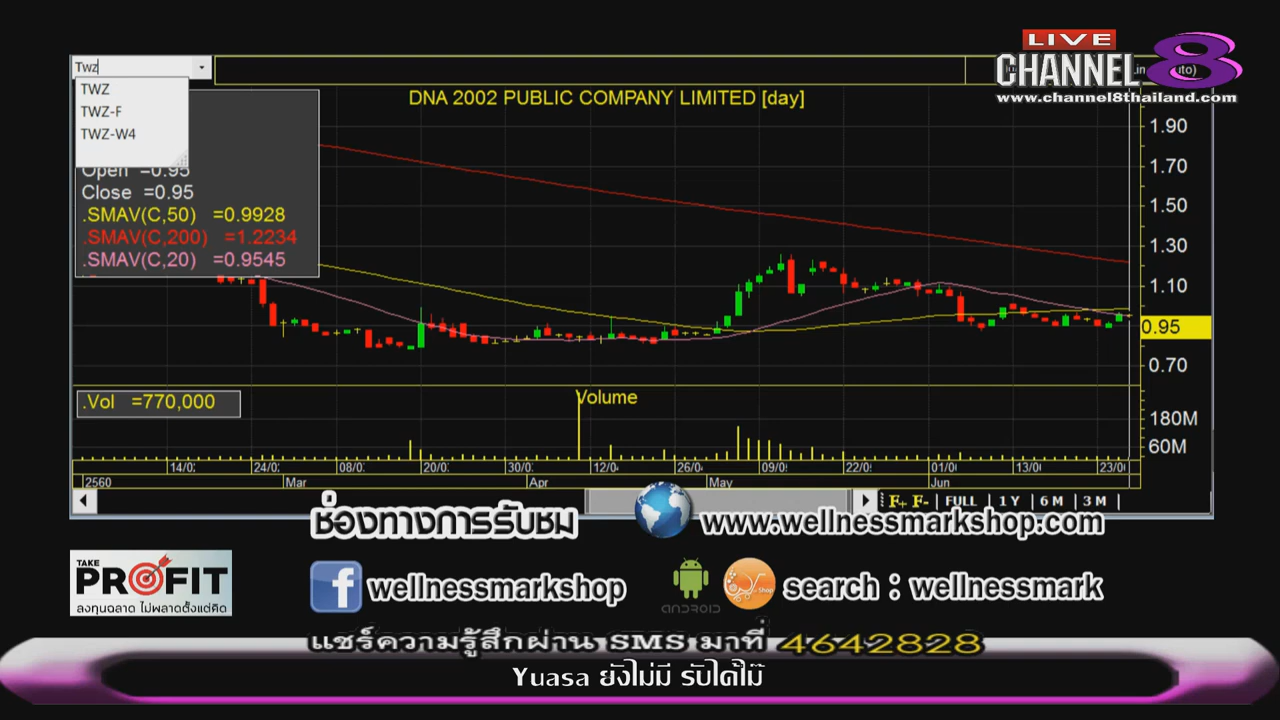 LIVE
CHANNEL 8
www.channel8thailand.com
Twz
TWZ
TWZ-F
TWZ-W4
DNA 2002 PUBLIC COMPANY LIMITED [day]
Open =0.95
Close =0.95
.SMAV(C,50) =0.9928
.SMAV(C,200) =1.2234
.SMAV(C,20) =0.9545
1.90
1.70
1.50
1.30
1.10
0.95
0.70
.Vol =770,000
Volume
180M
60M
14/0 24/0 08/0 20/0 30/0 12/0 26/0 09/0 22/0 01/0 13/0 23/0
2560 Mar Apr May Jun
F+ F- | FULL | 1 Y | 6 M | 3 M |
ช่องทางการรับชม www.wellnessmarkshop.com
TAKE
PROFIT
ลงทุนฉลาด ไม่พลาดตั้งแต่คิด
f wellnessmarkshop
ANDROID
Shop
search : wellnessmark
แชร์ความรู้สึกผ่าน SMS มาที่ 4642828
Yuasa ยังไม่มี รับได้ไม๊